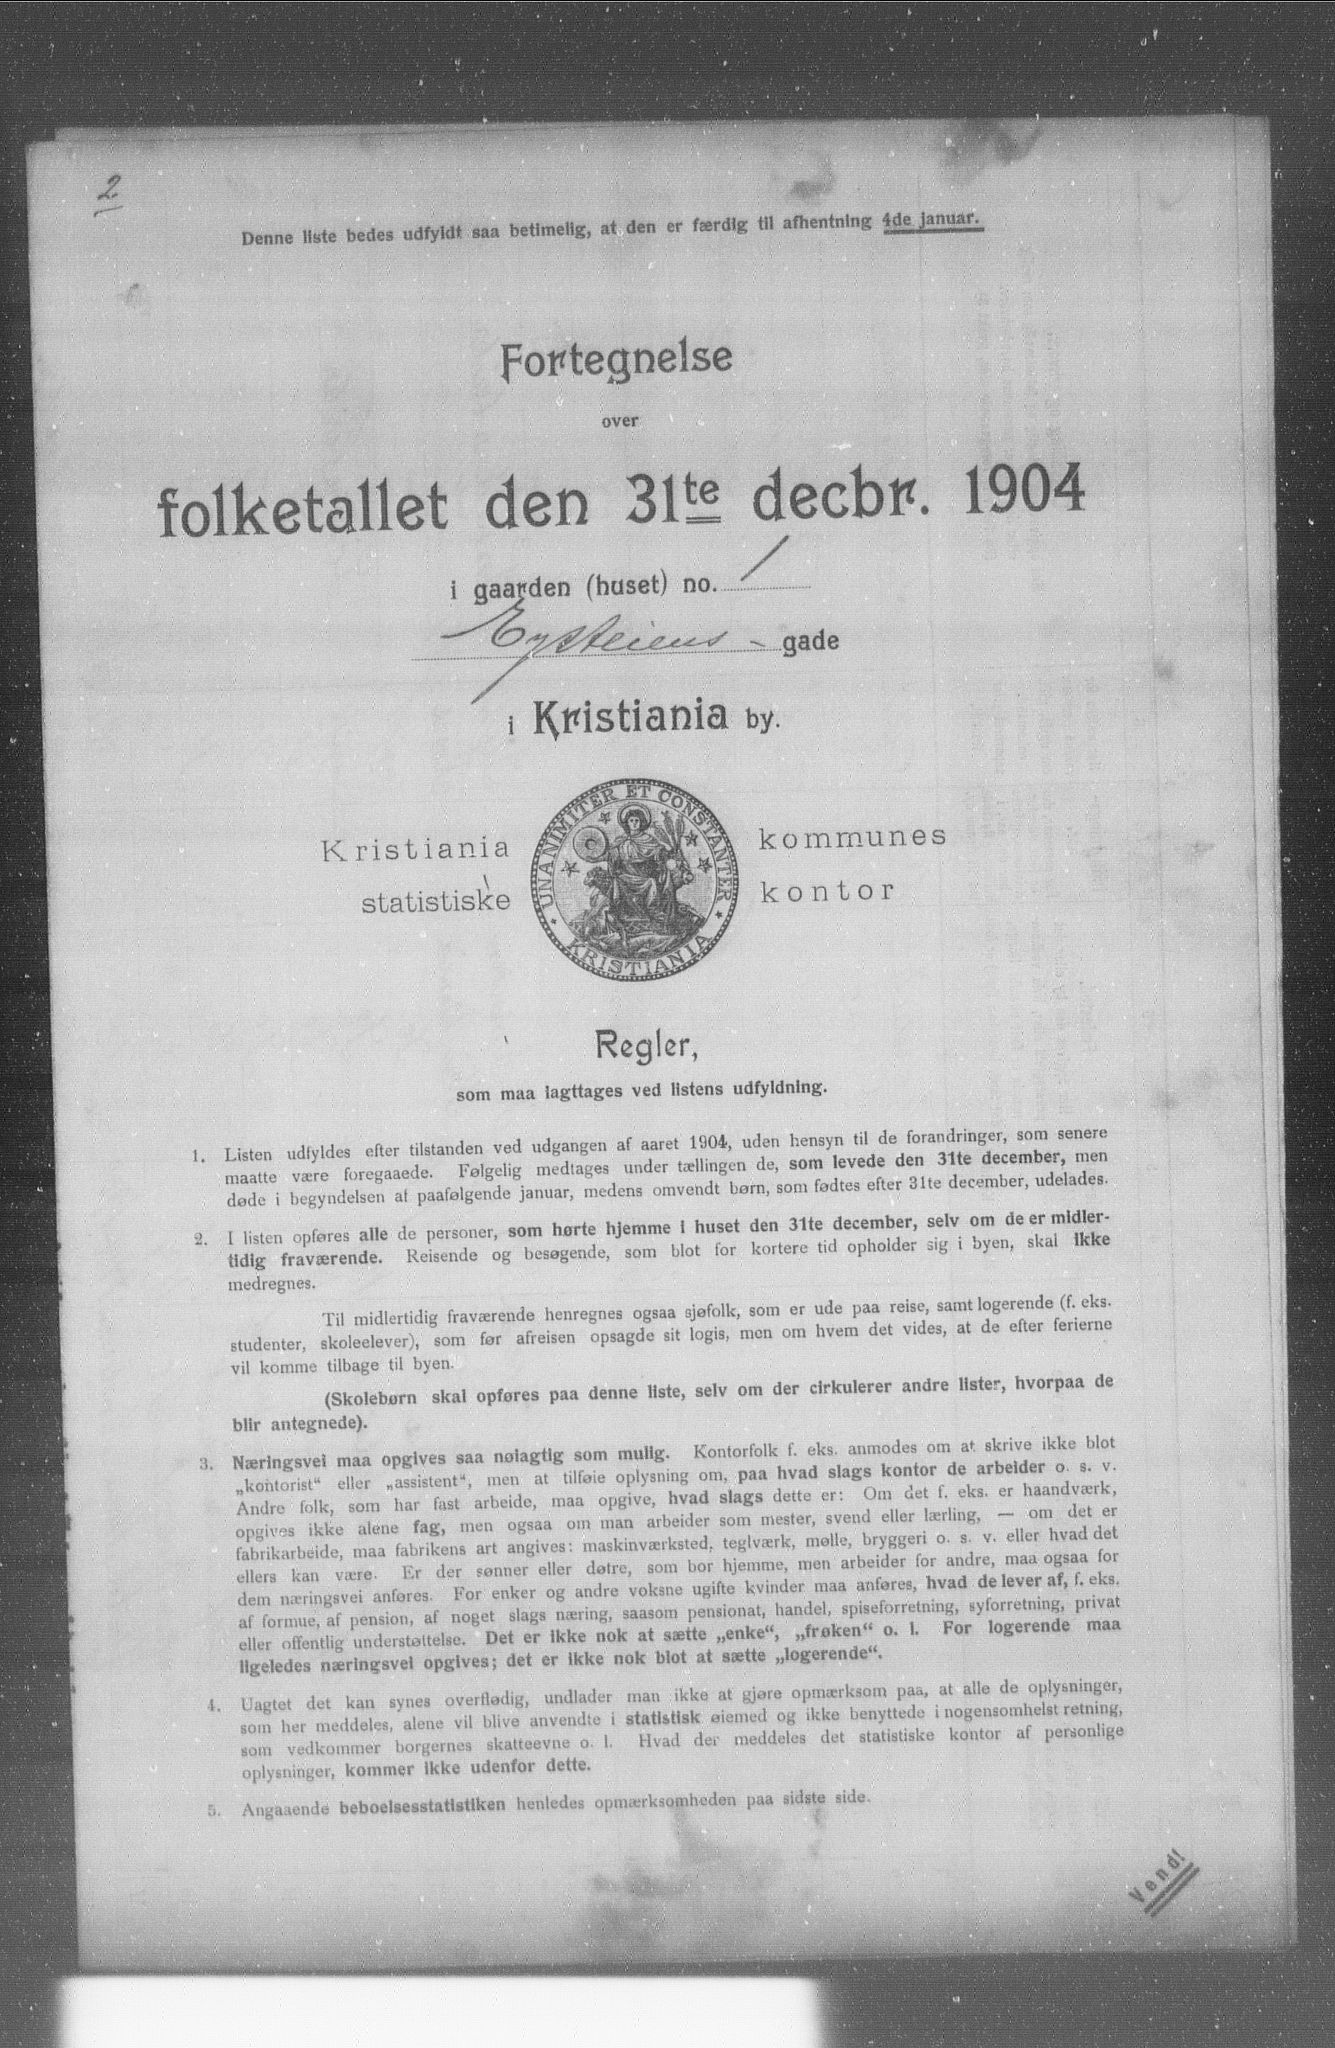 2
Denne liste bedes udfyldt saa betimelig, at den er færdig til afhentning 4de januar.
Fortegnelse
over
folketallet den 31te decbr. 1904
i gaarden (huset) no. 1
Eysteiens - gade
i Kristiania by.
Kristiania kommunes
statistiske kontor
UNANIMITER ET CONSTANTER
KRISTIANIA
Regler,
som maa iagttages ved listens udfyldning.
1. Listen udfyldes efter tilstanden ved udgangen af aaret 1904, uden hensyn til de forandringer, som senere
maatte være foregaaede. Følgelig medtages under tællingen de, som levede den 31te december, men
døde i begyndelsen af paafølgende januar, medens omvendt børn, som fødtes efter 31te december, udelades.
2. I listen opføres alle de personer, som hørte hjemme i huset den 31te december, selv om de er midler-
tidig fraværende. Reisende og besøgende, som blot for kortere tid opholder sig i byen, skal ikke
medregnes.
Til midlertidig fraværende henregnes ogsaa sjøfolk, som er ude paa reise, samt logerende (f. eks.
studenter, skoleelever), som før afreisen opsagde sit logis, men om hvem det vides, at de efter ferierne
vil komme tilbage til byen.
(Skolebørn skal opføres paa denne liste, selv om der cirkulerer andre lister, hvorpaa de
blir antegnede).
3. Næringsvei maa opgives saa nøiagtig som mulig. Kontorfolk f. eks. anmodes om at skrive ikke blot
„kontorist“ eller „assistent“, men at tilføie oplysning om, paa hvad slags kontor de arbeider o. s. v.
Andre folk, som har fast arbeide, maa opgive, hvad slags dette er: Om det f. eks. er haandværk,
opgives ikke alene fag, men ogsaa om man arbeider som mester, svend eller lærling, — om det er
fabrikarbeide, maa fabrikens art angives: maskinværksted, teglværk, mølle, bryggeri o. s. v. eller hvad det
ellers kan være. Er der sønner eller døtre, som bor hjemme, men arbeider for andre, maa ogsaa for
dem næringsvei anføres. For enker og andre voksne ugifte kvinder maa anføres, hvad de lever af, f. eks.
af formue, af pension, af noget slags næring, saasom pensionat, handel, spiseforretning, syforretning, privat
eller offentlig understøttelse. Det er ikke nok at sætte „enke“, „frøken“ o. l. For logerende maa
ligeledes næringsvei opgives; det er ikke nok blot at sætte „logerende“.
4. Uagtet det kan synes overflødig, undlader man ikke at gjøre opmærksom paa, at alle de oplysninger,
som her meddeles, alene vil blive anvendte i statistisk øiemed og ikke benyttede i nogensomhelst retning,
som vedkommer borgernes skatteevne o. l. Hvad der meddeles det statistiske kontor af personlige
oplysninger, kommer ikke udenfor dette.
5. Angaaende beboelsesstatistiken henledes opmærksomheden paa sidste side.
Vend!